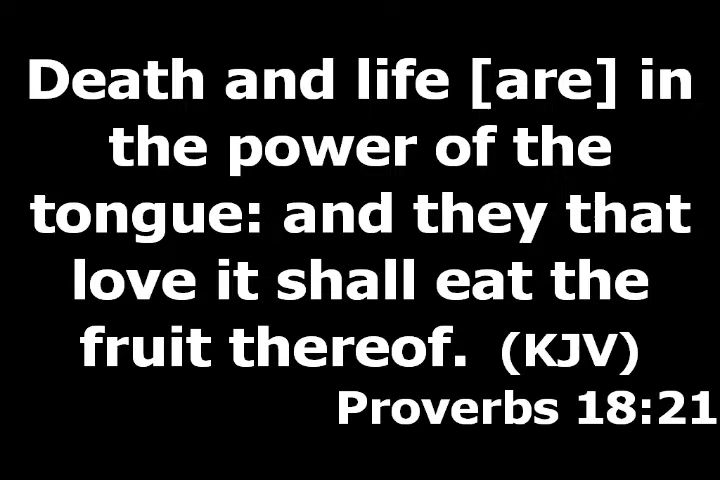 Death and life [are] in
the power of the
tongue: and they that
love it shall eat the
fruit thereof. (KJV)
Proverbs 18:21